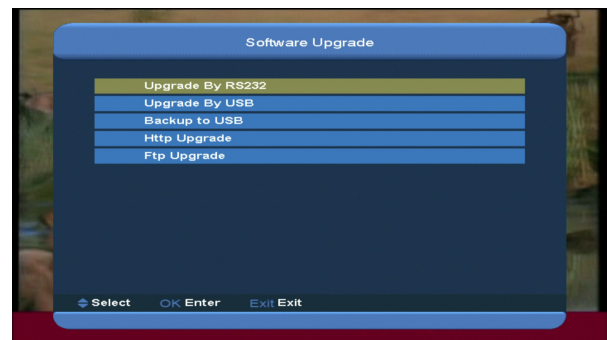 Software Upgrade
Upgrade By RS232
Upgrade By USB
Backup to USB
Http Upgrade
Ftp Upgrade
Select OK Enter Exit Exit